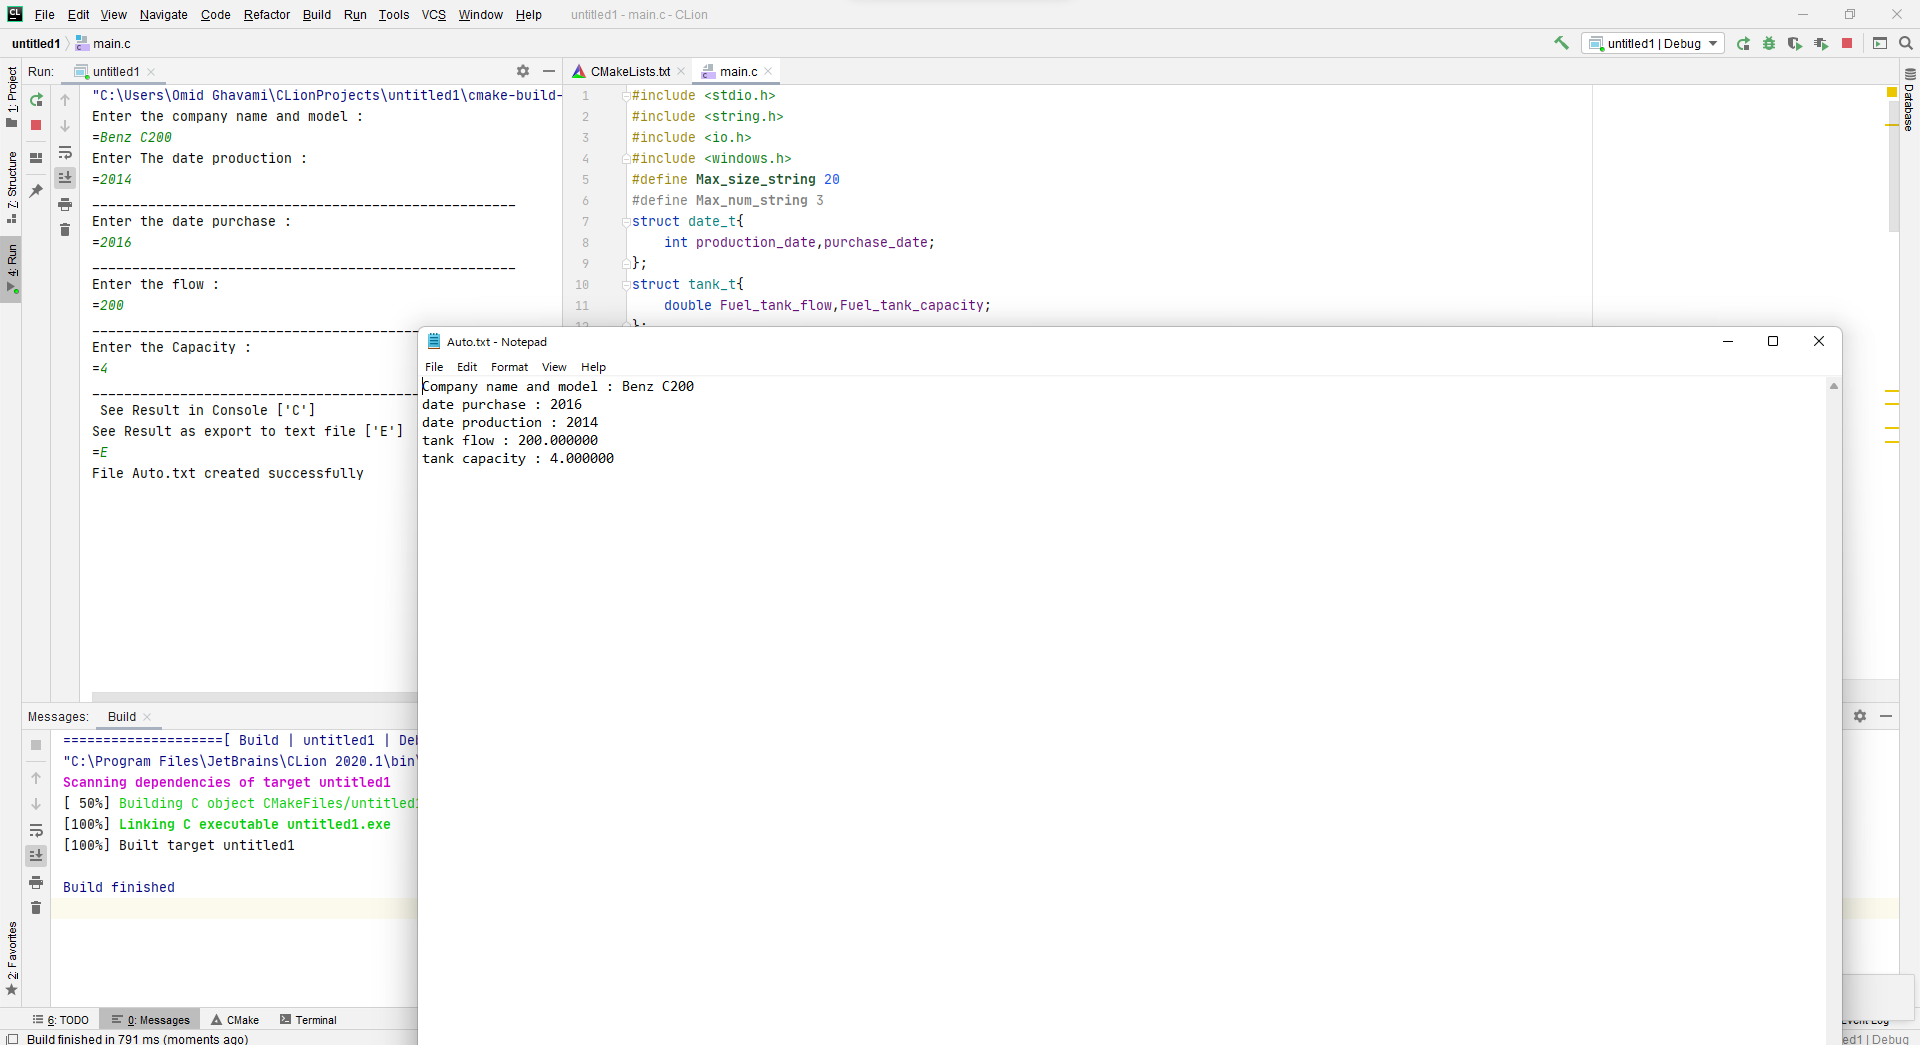 File Edit View Navigate Code Refactor Build Run Tools VCS Window Help untitled1 - main.c - CLion
untitled1 main.c
untitled1 | Debug
Run: untitled1
CMakeLists.txt main.c
1: Project
7: Structure
4: Run
2: Favorites
Database
"C:\Users\Omid Ghavami\CLionProjects\untitled1\cmake-build-
Enter the company name and model :
=Benz C200
Enter The date production :
=2014
_____________________________________________________
Enter the date purchase :
=2016
_____________________________________________________
Enter the flow :
=200
_________________________________________
Enter the Capacity :
=4
_________________________________________
See Result in Console ['C']
See Result as export to text file ['E']
=E
File Auto.txt created successfully
1 #include <stdio.h>
2 #include <string.h>
3 #include <io.h>
4 #include <windows.h>
5 #define Max_size_string 20
6 #define Max_num_string 3
7 struct date_t{
8 int production_date,purchase_date;
9 };
10 struct tank_t{
11 double Fuel_tank_flow,Fuel_tank_capacity;
12 };
Auto.txt - Notepad
File Edit Format View Help
Company name and model : Benz C200
date purchase : 2016
date production : 2014
tank flow : 200.000000
tank capacity : 4.000000
Messages: Build
====================[ Build | untitled1 | De
"C:\Program Files\JetBrains\CLion 2020.1\bin\
Scanning dependencies of target untitled1
[ 50%] Building C object CMakeFiles/untitled1
[100%] Linking C executable untitled1.exe
[100%] Built target untitled1
Build finished
6: TODO 0: Messages CMake Terminal
Event Log
Build finished in 791 ms (moments ago)
ed1 | Debug